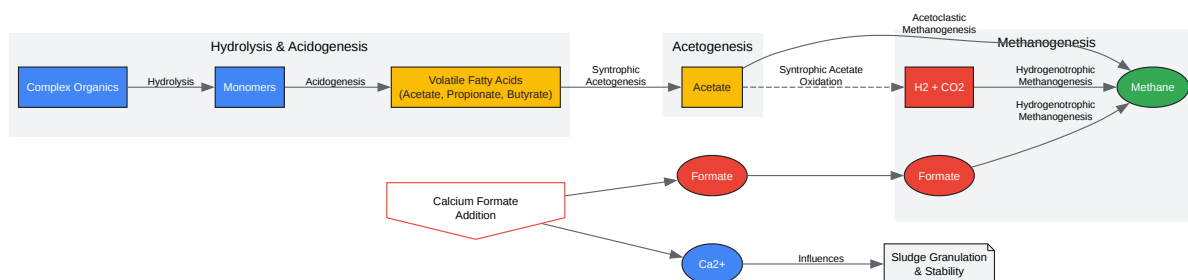 Hydrolysis & Acidogenesis
Complex Organics
Hydrolysis
Monomers
Acidogenesis
Volatile Fatty Acids
(Acetate, Propionate, Butyrate)
Syntrophic
Acetogenesis
Acetogenesis
Acetate
Acetoclastic
Methanogenesis
Syntrophic Acetate
Oxidation
Methanogenesis
H2 + CO2
Hydrogenotrophic
Methanogenesis
Hydrogenotrophic
Methanogenesis
Methane
Calcium Formate
Addition
Formate
Formate
Ca2+
Influences
Sludge Granulation
& Stability